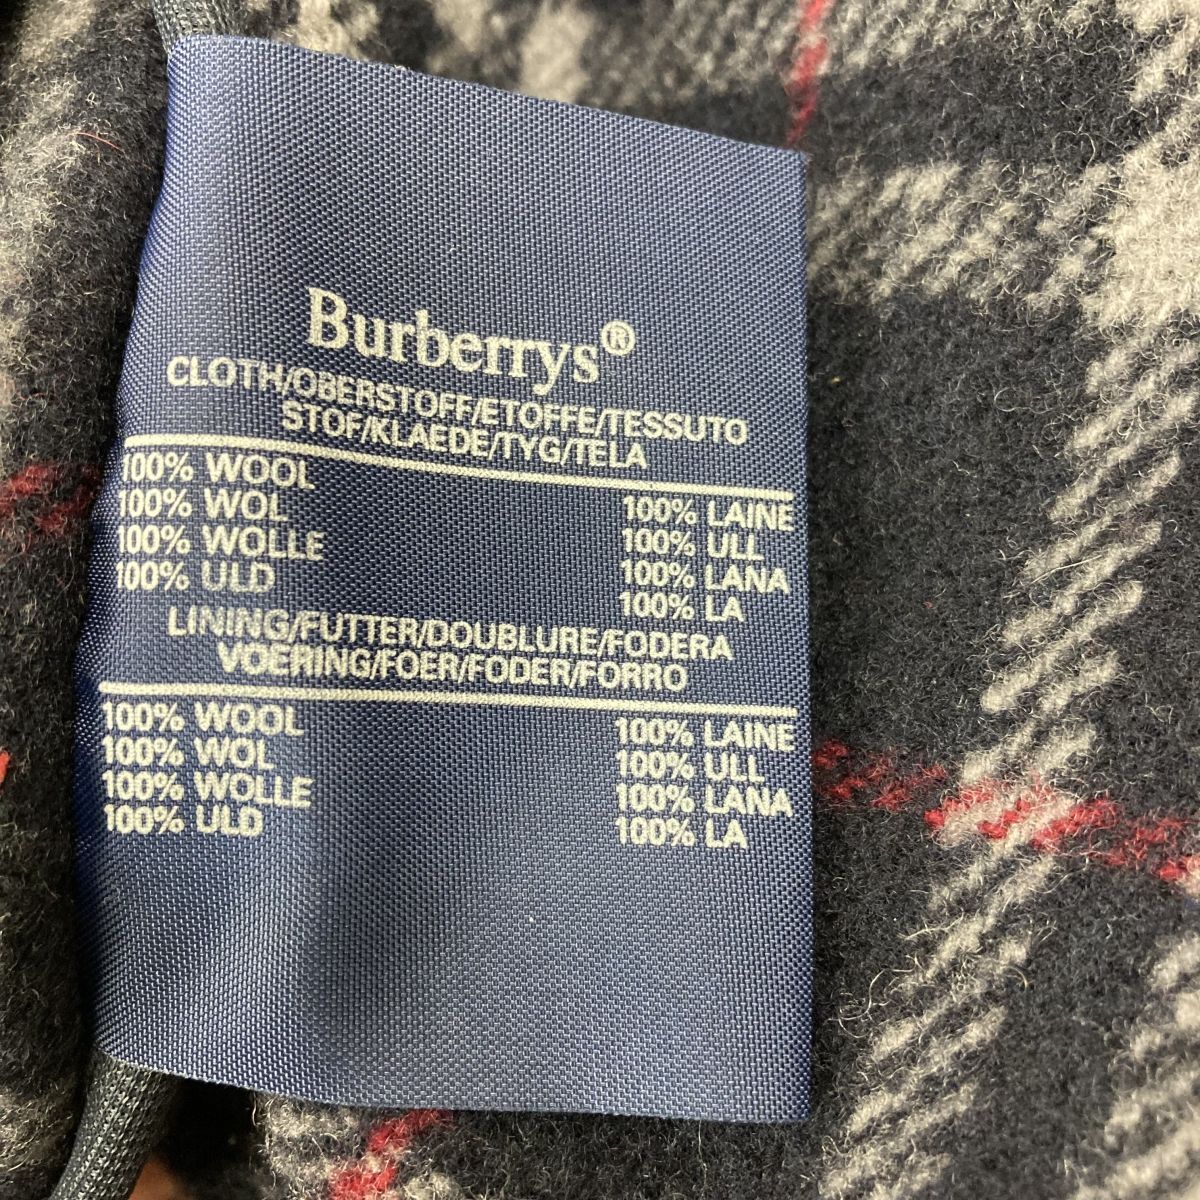 Burberrys®
CLOTH/OBERSTOFF/ETOFFE/TESSUTO
STOF/KLAEDE/TYG/TELA
100% WOOL 100% LAINE
100% WOL 100% ULL
100% WOLLE 100% LANA
100% ULD 100% LA
LINING/FUTTER/DOUBLURE/FODERA
VOERING/FOER/FODER/FORRO
100% WOOL 100% LAINE
100% WOL 100% ULL
100% WOLLE 100% LANA
100% ULD 100% LA